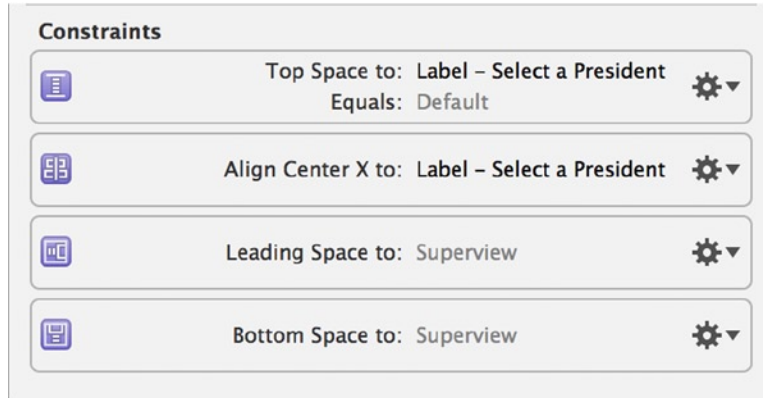 Constraints
Top Space to: Label – Select a President
Equals: Default
Align Center X to: Label – Select a President
Leading Space to: Superview
Bottom Space to: Superview